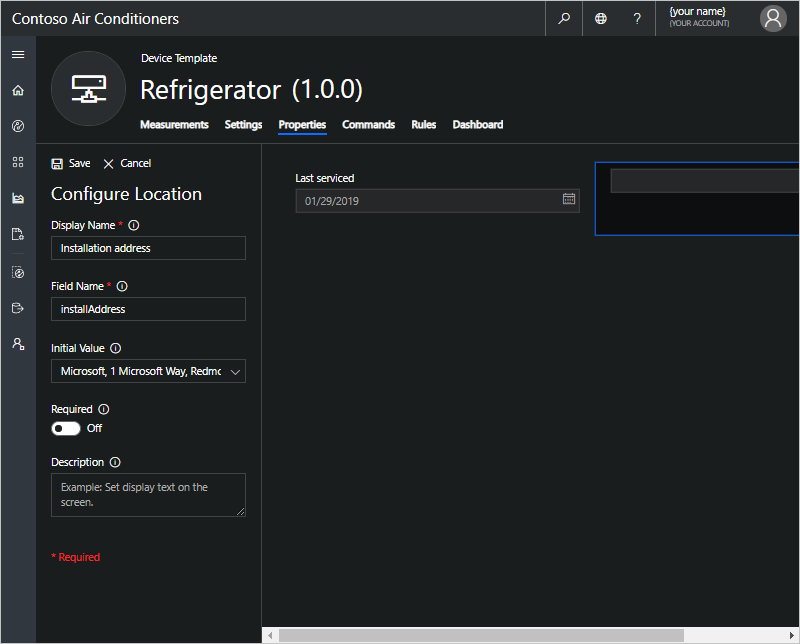 Contoso Air Conditioners
?
{your name}
(YOUR ACCOUNT)
Device Template
Refrigerator (1.0.0)
Measurements Settings Properties Commands Rules Dashboard
Save Cancel
Configure Location
Display Name *
Installation address
Field Name *
installAddress
Initial Value
Microsoft, 1 Microsoft Way, Redmo
Required
Off
Description
Example: Set display text on the
screen.
* Required
Last serviced
01/29/2019